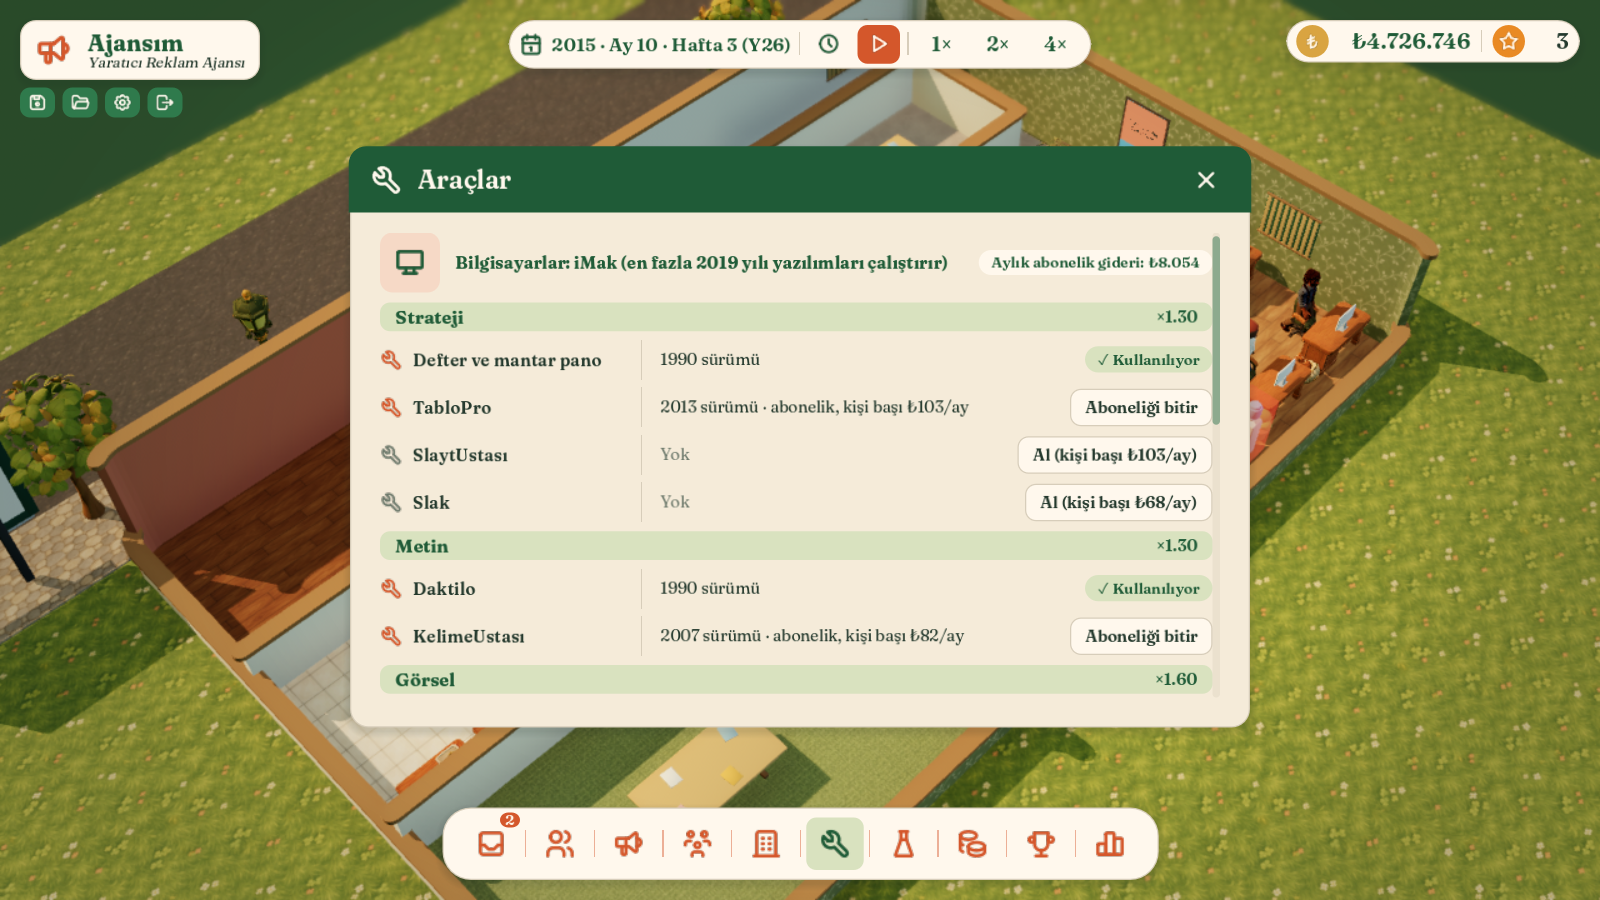 Ajansım
Yaratıcı Reklam Ajansı
2015 · Ay 10 · Hafta 3 (Y26)
1×
2×
4×
₺4.726.746
3
Araçlar
Bilgisayarlar: iMak (en fazla 2019 yılı yazılımları çalıştırır)
Aylık abonelik gideri: ₺8.054
Strateji
×1.30
Defter ve mantar pano
1990 sürümü
✓ Kullanılıyor
TabloPro
2013 sürümü · abonelik, kişi başı ₺103/ay
Aboneliği bitir
SlaytUstası
Yok
Al (kişi başı ₺103/ay)
Slak
Yok
Al (kişi başı ₺68/ay)
Metin
×1.30
Daktilo
1990 sürümü
✓ Kullanılıyor
KelimeUstası
2007 sürümü · abonelik, kişi başı ₺82/ay
Aboneliği bitir
Görsel
×1.60
2